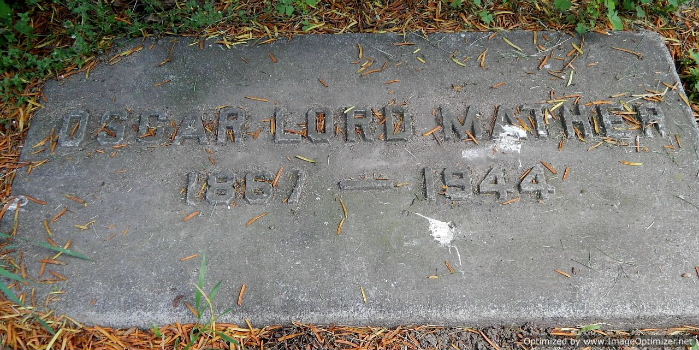 OSCAR LORD MATHER
1861 — 1944
Optimized by www.ImageOptimizer.net